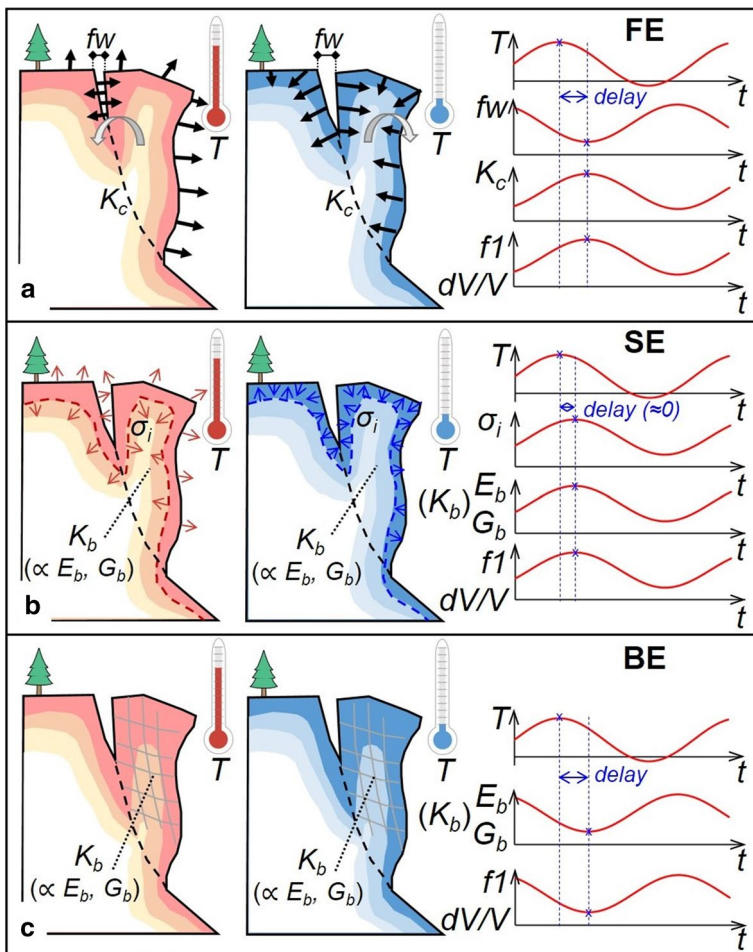 fw
T
K_c
a
fw
T
K_c
FE
T
t
delay
fw
t
K_c
t
f1
dV/V
t
σ_i
T
K_b
(∝ E_b, G_b)
b
σ_i
T
(K_b)
K_b
(∝ E_b, G_b)
SE
T
t
delay (≈0)
σ_i
t
E_b
G_b
t
f1
dV/V
t
T
K_b
(∝ E_b, G_b)
c
T
(K_b)
K_b
(∝ E_b, G_b)
BE
T
t
delay
E_b
G_b
t
f1
dV/V
t